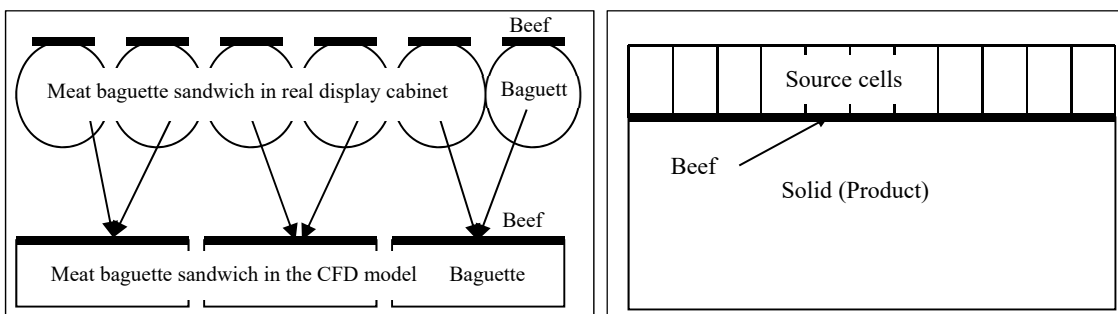 Beef
Meat baguette sandwich in real display cabinet
Baguett
Beef
Meat baguette sandwich in the CFD model
Baguette
Source cells
Beef
Solid (Product)